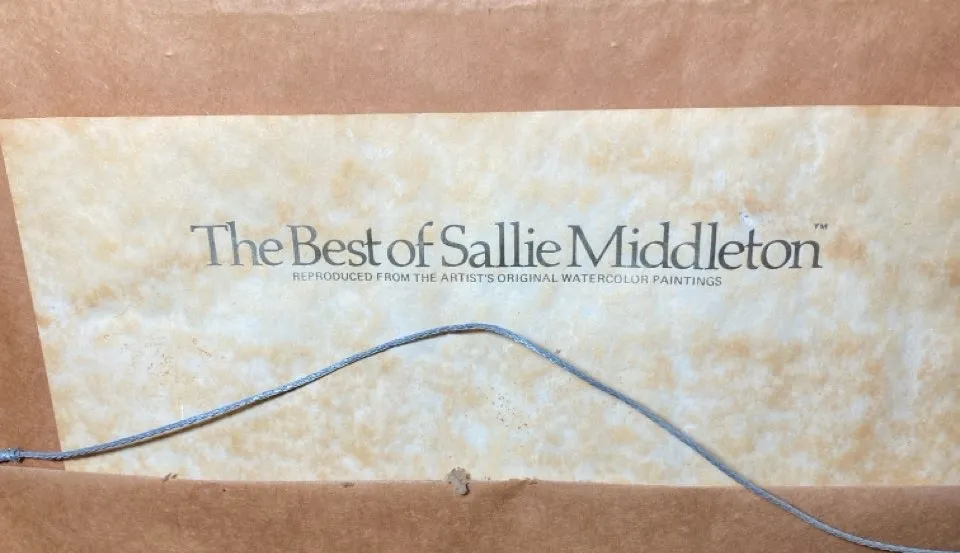 The Best of Sallie Middleton™
REPRODUCED FROM THE ARTIST'S ORIGINAL WATERCOLOR PAINTINGS